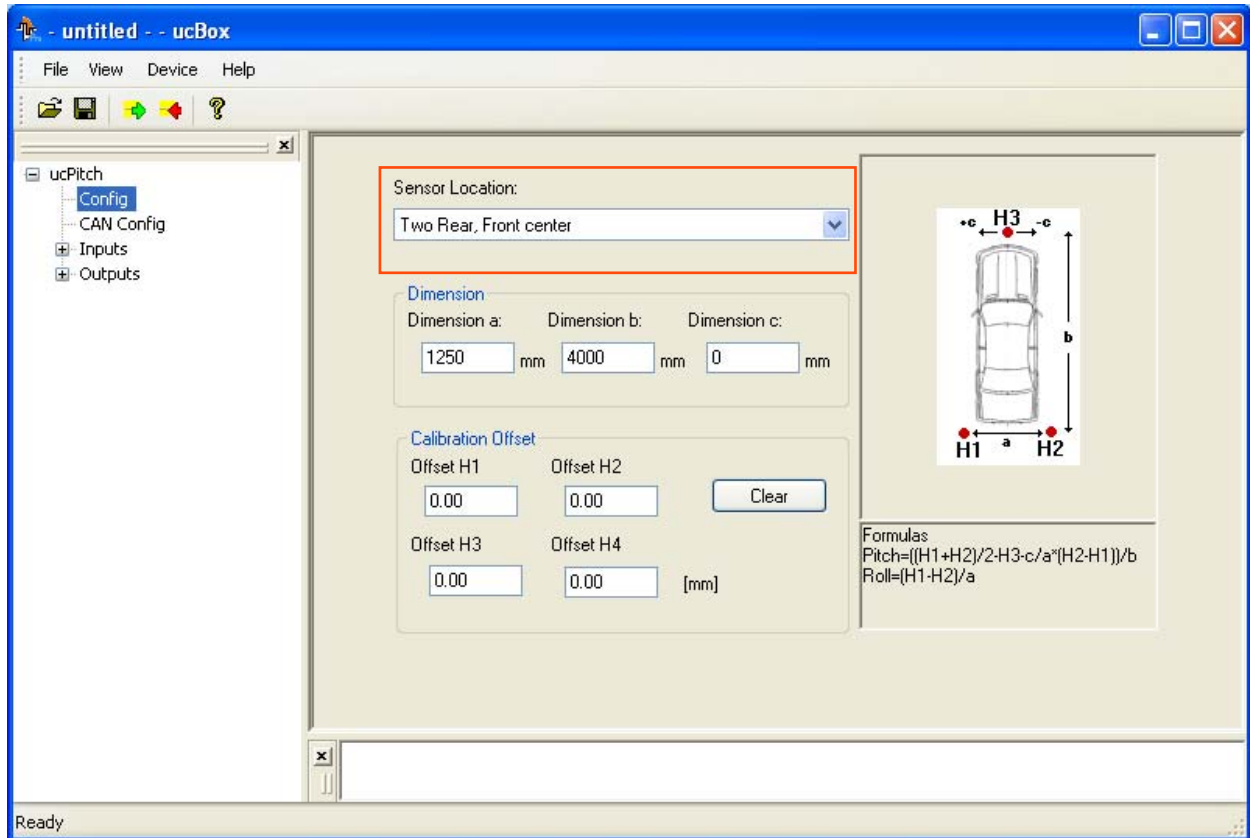 - untitled - - ucBox
File View Device Help
ucPitch
Config
CAN Config
Inputs
Outputs
Sensor Location:
Two Rear, Front center
Dimension
Dimension a: Dimension b: Dimension c:
1250 mm 4000 mm 0 mm
Calibration Offset
Offset H1 Offset H2
0.00 0.00 Clear
Offset H3 Offset H4
0.00 0.00 [mm]
+c H3 -c
b
H1 a H2
Formulas
Pitch=((H1+H2)/2-H3-c/a*(H2-H1))/b
Roll=(H1-H2)/a
Ready